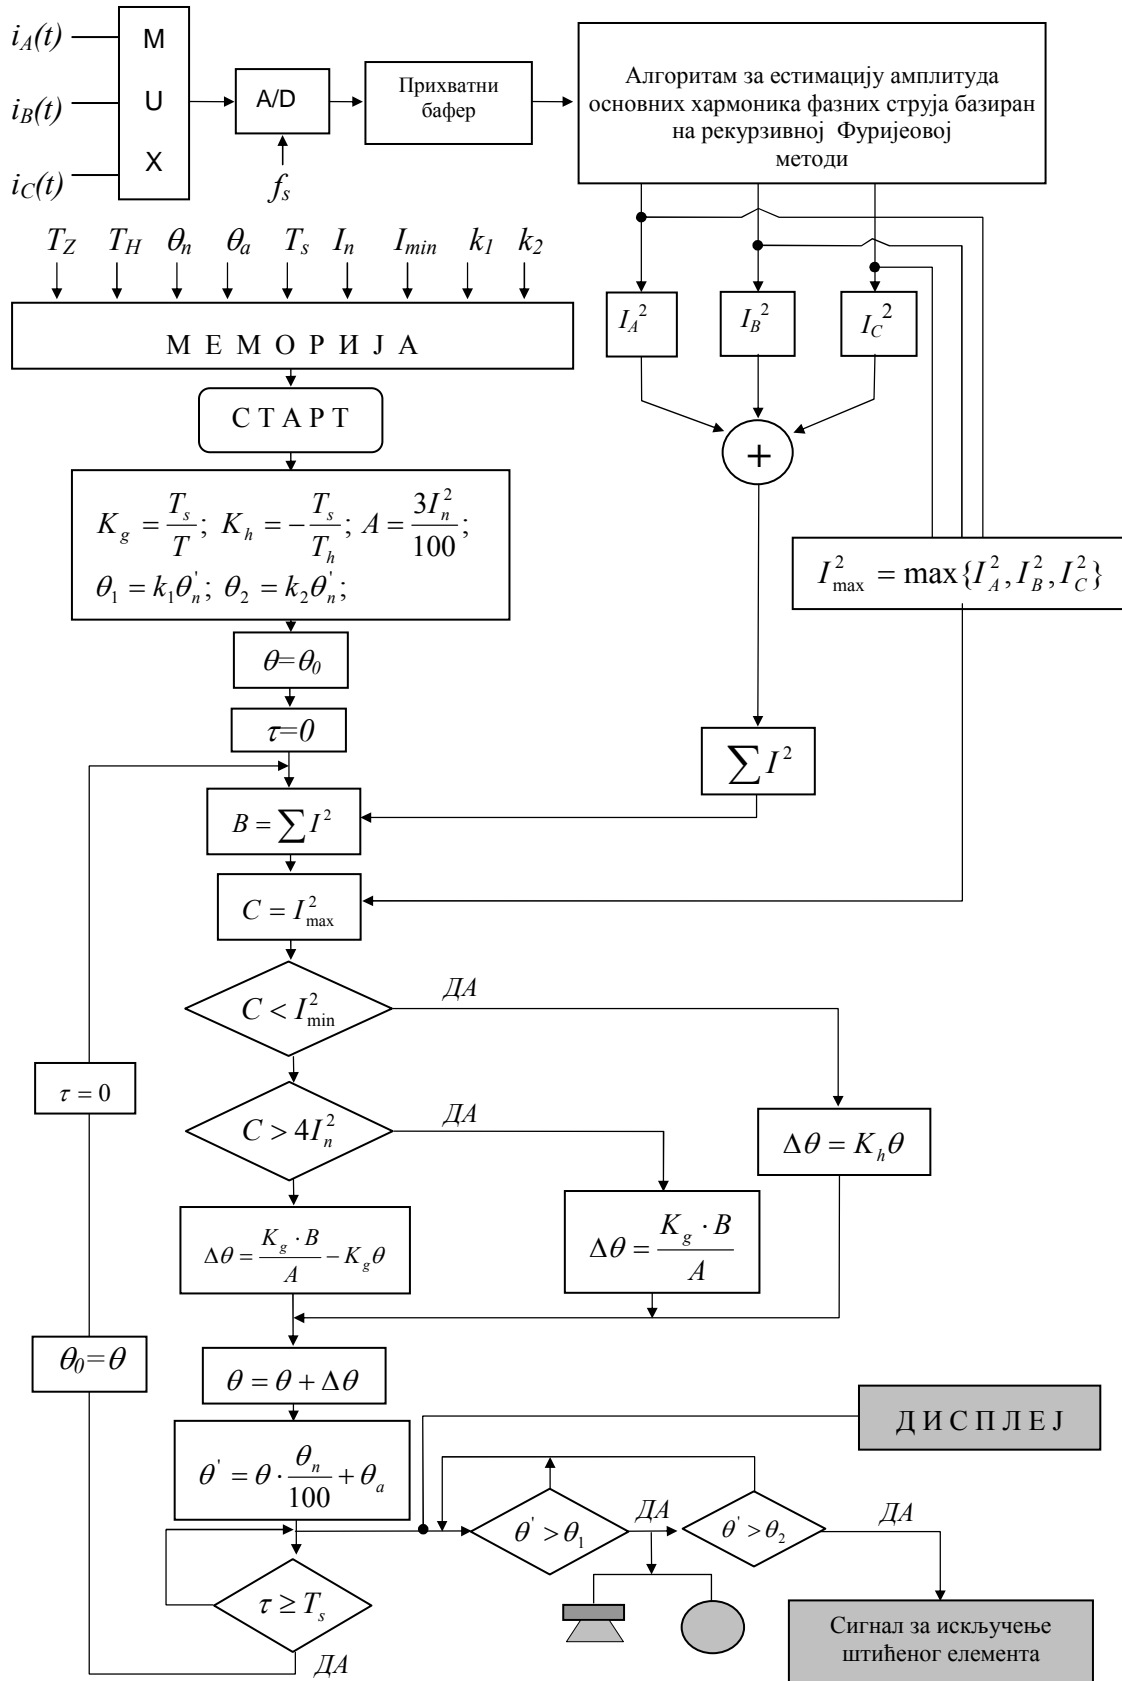 i_A(t)
i_B(t)
i_C(t)
M
U
X
A/D
f_s
Прихватни
бафер
Алгоритам за естимацију амплитуда
основних хармоника фазних струја базиран
на рекурзивној Фуријеовој
методи
T_Z T_H θ_n θ_a T_s I_n I_min k_1 k_2
М Е М О Р И Ј А
I_A^2 I_B^2 I_C^2
С Т А Р Т
+
K_g = T_s/T; K_h = -T_s/T_h; A = 3I_n^2/100;
θ_1 = k_1θ_n'; θ_2 = k_2θ_n';
I_max^2 = max{I_A^2, I_B^2, I_C^2}
θ=θ_0
τ=0
∑I^2
B = ∑I^2
C = I_max^2
C < I_min^2
ДА
τ = 0
C > 4I_n^2
ДА
Δθ = K_hθ
Δθ = K_g·B/A − K_gθ
Δθ = K_g·B/A
θ_0=θ
θ = θ + Δθ
Д И С П Л Е Ј
θ' = θ·θ_n/100 + θ_a
θ' > θ_1
ДА
θ' > θ_2
ДА
τ ≥ T_s
ДА
Сигнал за искључење
штићеног елемента